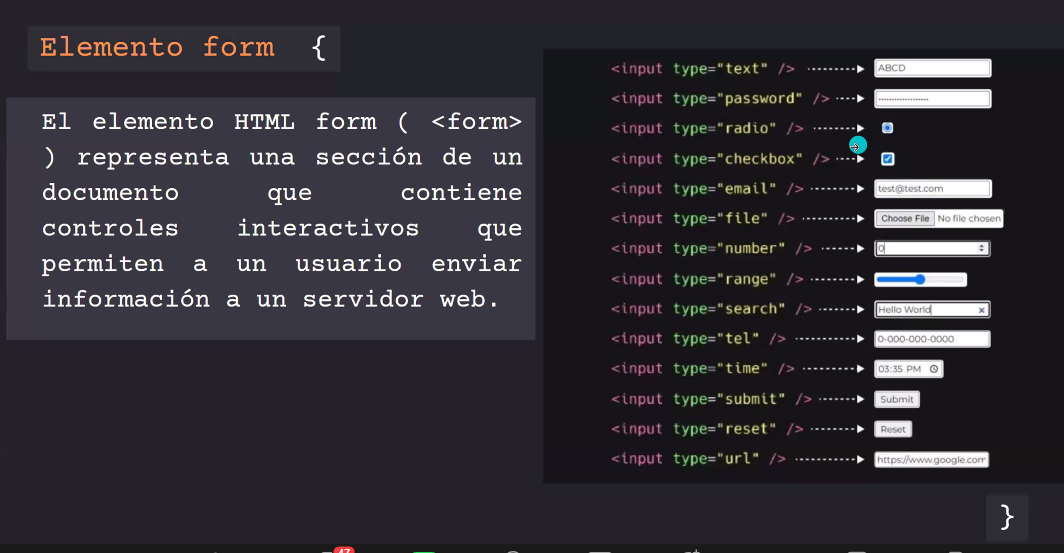 Elemento form {
El elemento HTML form ( <form>
) representa una sección de un
documento que contiene
controles interactivos que
permiten a un usuario enviar
información a un servidor web.
<input type="text" /> ABCD
<input type="password" /> ••••••••••••••••••
<input type="radio" />
<input type="checkbox" />
<input type="email" /> test@test.com
<input type="file" /> Choose File No file chosen
<input type="number" /> 0
<input type="range" />
<input type="search" /> Hello World ×
<input type="tel" /> 0-000-000-0000
<input type="time" /> 03:35 PM
<input type="submit" /> Submit
<input type="reset" /> Reset
<input type="url" /> https://www.google.com
}
47